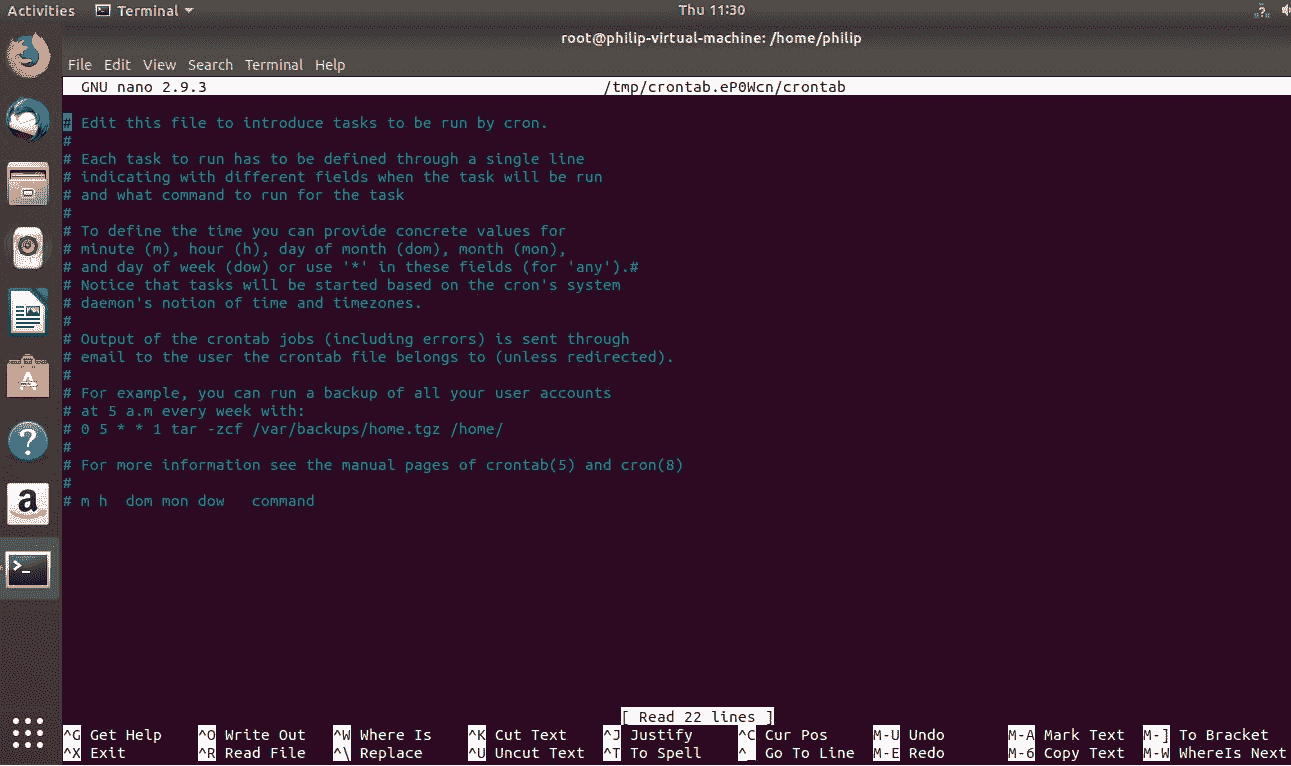 Activities Terminal Thu 11:30
root@philip-virtual-machine: /home/philip
File Edit View Search Terminal Help
GNU nano 2.9.3 /tmp/crontab.eP0Wcn/crontab
# Edit this file to introduce tasks to be run by cron.
#
# Each task to run has to be defined through a single line
# indicating with different fields when the task will be run
# and what command to run for the task
#
# To define the time you can provide concrete values for
# minute (m), hour (h), day of month (dom), month (mon),
# and day of week (dow) or use '*' in these fields (for 'any').#
# Notice that tasks will be started based on the cron's system
# daemon's notion of time and timezones.
#
# Output of the crontab jobs (including errors) is sent through
# email to the user the crontab file belongs to (unless redirected).
#
# For example, you can run a backup of all your user accounts
# at 5 a.m every week with:
# 0 5 * * 1 tar -zcf /var/backups/home.tgz /home/
#
# For more information see the manual pages of crontab(5) and cron(8)
#
# m h  dom mon dow   command
[ Read 22 lines ]
^G Get Help ^O Write Out ^W Where Is ^K Cut Text ^J Justify ^C Cur Pos M-U Undo M-A Mark Text M-] To Bracket
^X Exit ^R Read File ^\ Replace ^U Uncut Text ^T To Spell ^_ Go To Line M-E Redo M-6 Copy Text M-W WhereIs Next